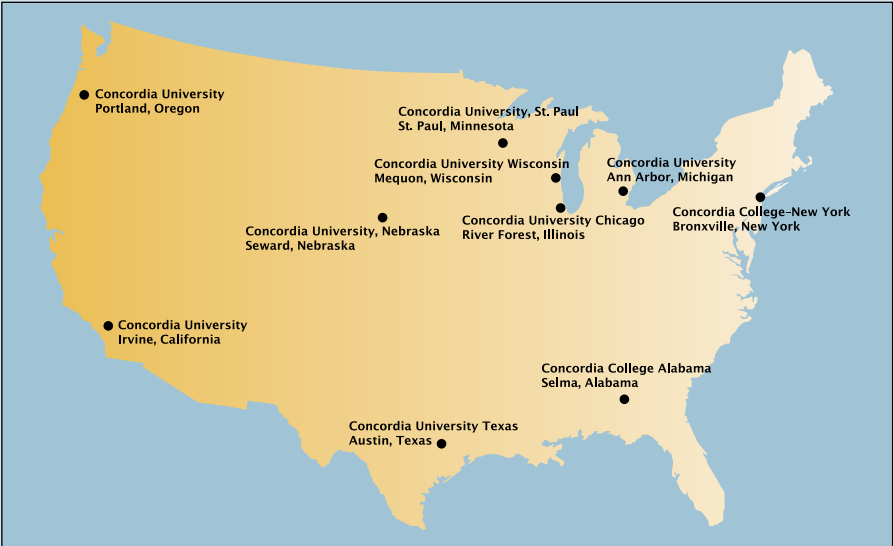 Concordia University
Portland, Oregon
Concordia University, St. Paul
St. Paul, Minnesota
Concordia University Wisconsin
Mequon, Wisconsin
Concordia University
Ann Arbor, Michigan
Concordia University, Nebraska
Seward, Nebraska
Concordia University Chicago
River Forest, Illinois
Concordia College–New York
Bronxville, New York
Concordia University
Irvine, California
Concordia College Alabama
Selma, Alabama
Concordia University Texas
Austin, Texas